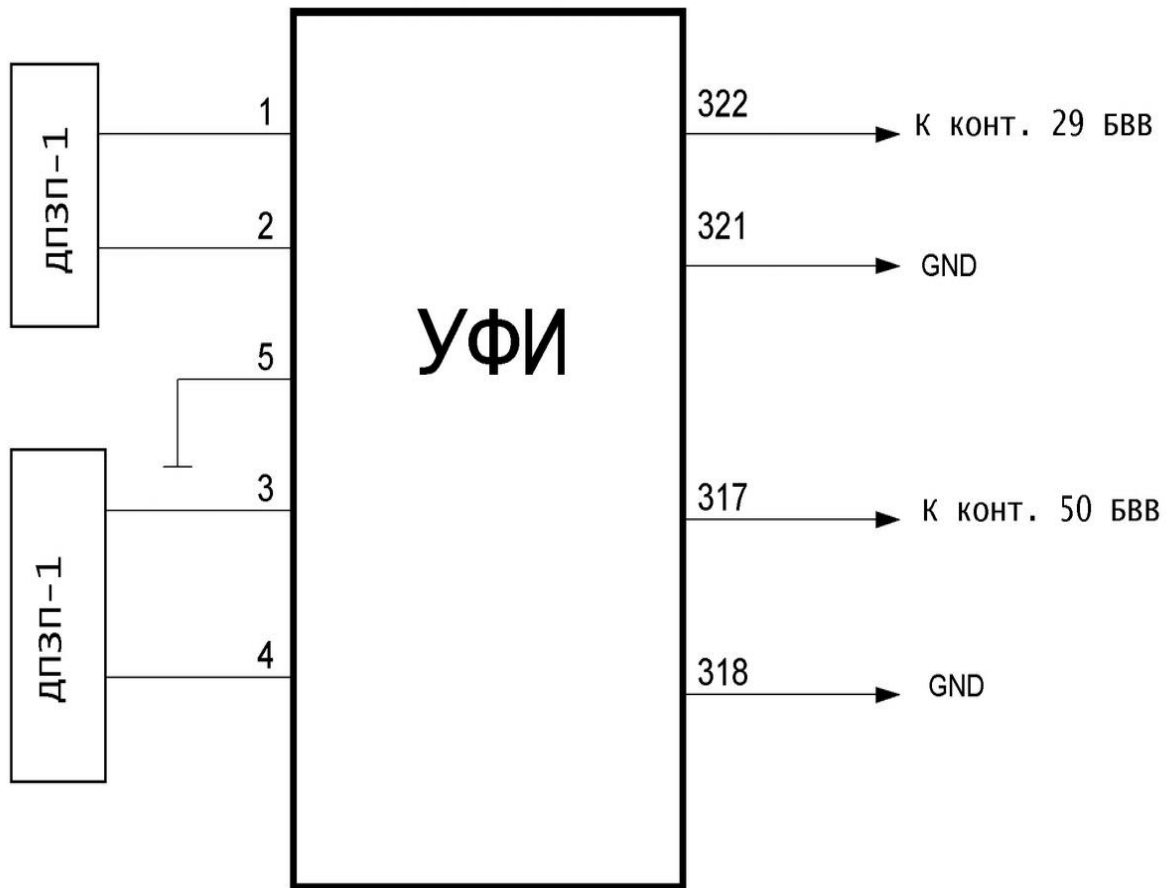 ДПЗП-1
1
2
5
3
4
ДПЗП-1
УФИ
322
К конт. 29 БВВ
321
GND
317
К конт. 50 БВВ
318
GND